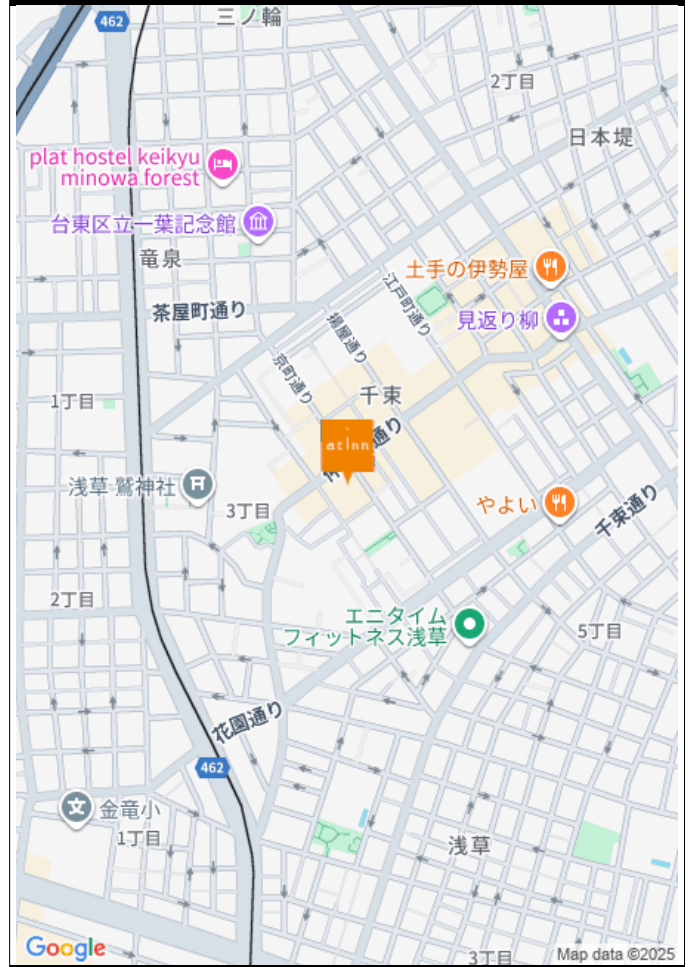 462
三ノ輪
2丁目
日本堤
plat hostel keikyu
minowa forest
台東区立一葉記念館
竜泉
土手の伊勢屋
江戸町通り
茶屋町通り
揚屋通り
見返り柳
京町通り
千束
1丁目
atinn
通り
浅草 鷲神社
3丁目
やよい
千束通り
2丁目
エニタイム
フィットネス浅草
5丁目
花園通り
462
金竜小
1丁目
浅草
Google
3丁目
Map data ©2025